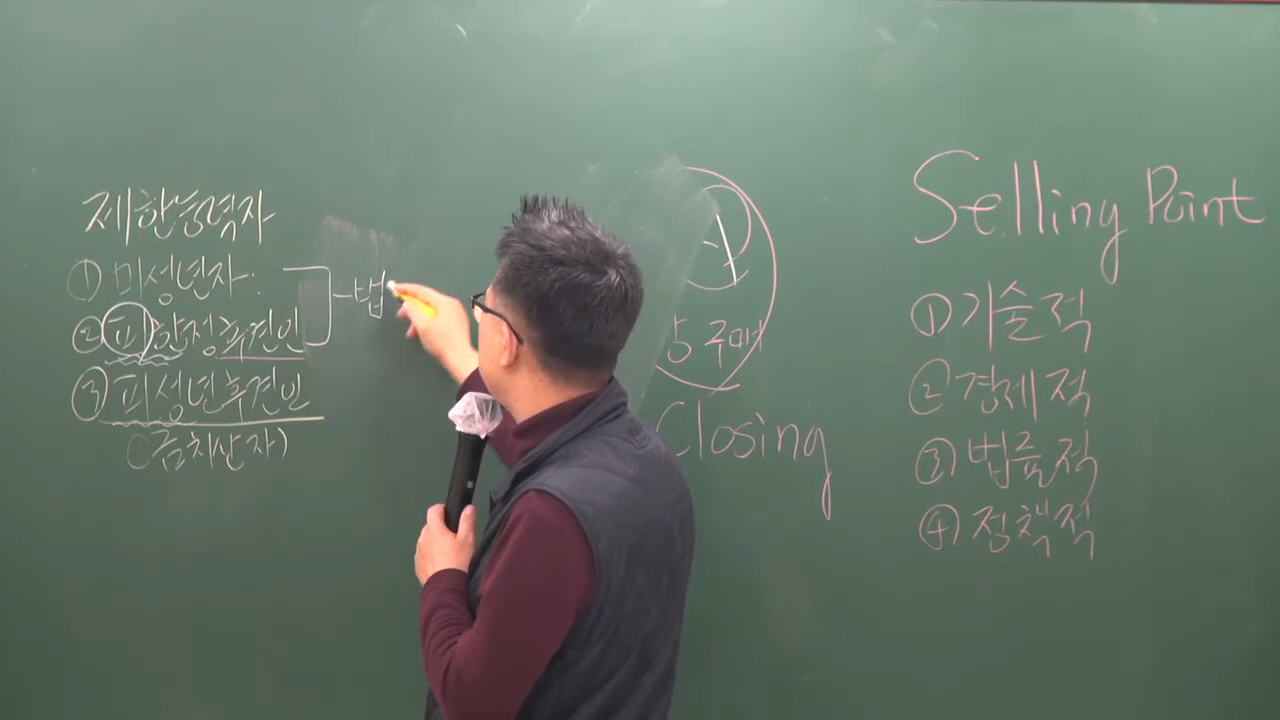 제한능력자
① 미성년자
② 피한정후견인
③ 피성년후견인
(금치산자)
법
5 구매
Closing
Selling Point
① 기술적
② 경제적
③ 법률적
④ 정책적